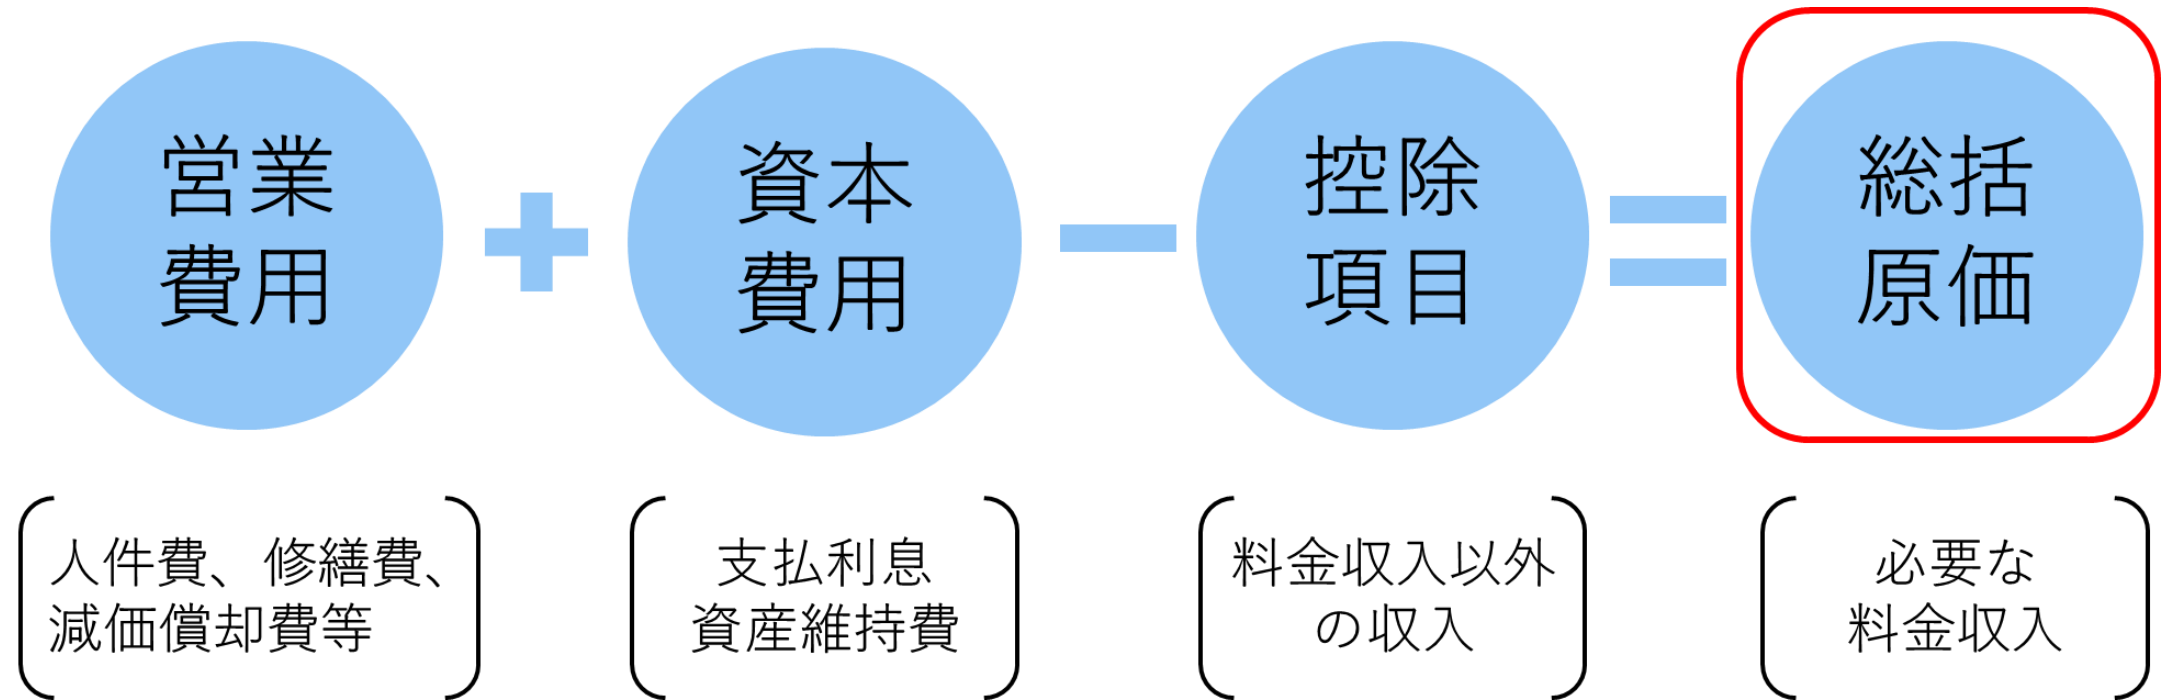 営業
費用
+
資本
費用
−
控除
項目
=
総括
原価
人件費、修繕費、
減価償却費等
支払利息
資産維持費
料金収入以外
の収入
必要な
料金収入